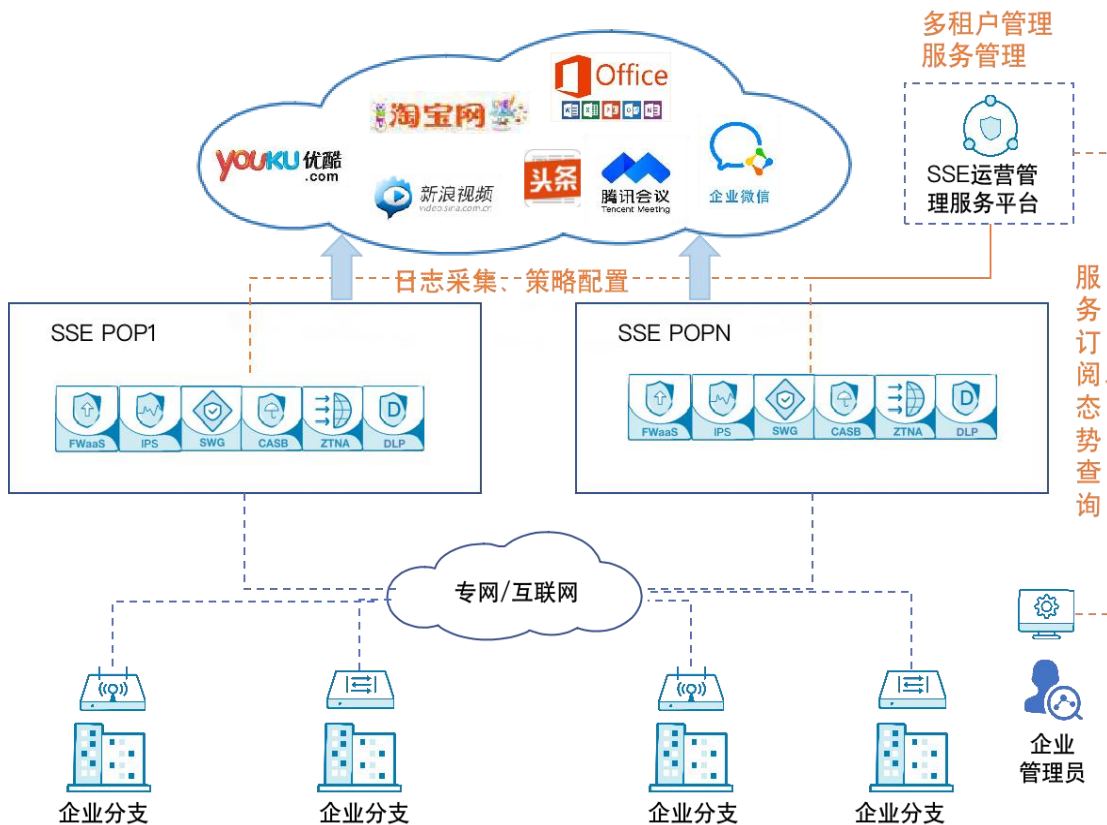 多租户管理
服务管理
Office
淘宝网
YOUKU 优酷
.com
新浪视频
video.sina.com.cn
头条
腾讯会议
Tencent Meeting
企业微信
SSE运营管
理服务平台
日志采集、策略配置
服务订阅、态势查询
SSE POP1
FWaaS
IPS
SWG
CASB
ZTNA
DLP
SSE POPN
FWaaS
IPS
SWG
CASB
ZTNA
DLP
专网/互联网
企业分支
企业分支
企业分支
企业分支
企业
管理员